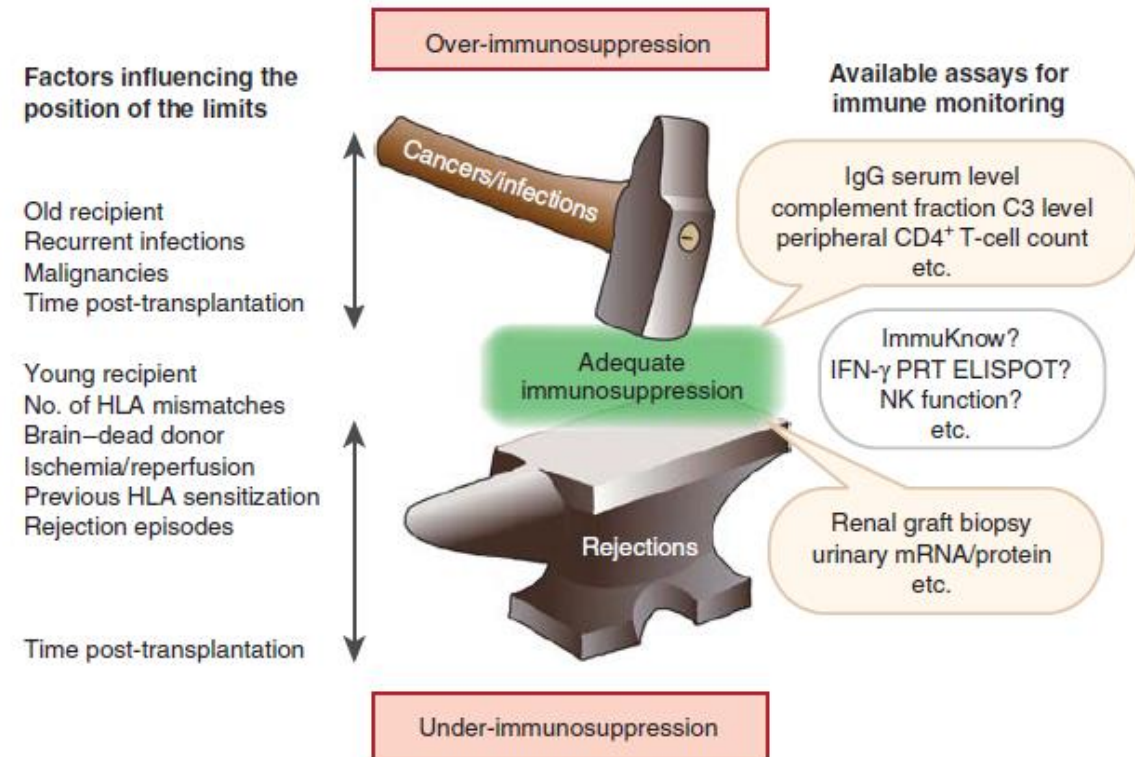 Over-immunosuppression
Factors influencing the
position of the limits
Available assays for
immune monitoring
Cancers/infections
Old recipient
Recurrent infections
Malignancies
Time post-transplantation
IgG serum level
complement fraction C3 level
peripheral CD4⁺ T-cell count
etc.
Adequate
immunosuppression
ImmuKnow?
IFN-γ PRT ELISPOT?
NK function?
etc.
Young recipient
No. of HLA mismatches
Brain–dead donor
Ischemia/reperfusion
Previous HLA sensitization
Rejection episodes
Time post-transplantation
Rejections
Renal graft biopsy
urinary mRNA/protein
etc.
Under-immunosuppression